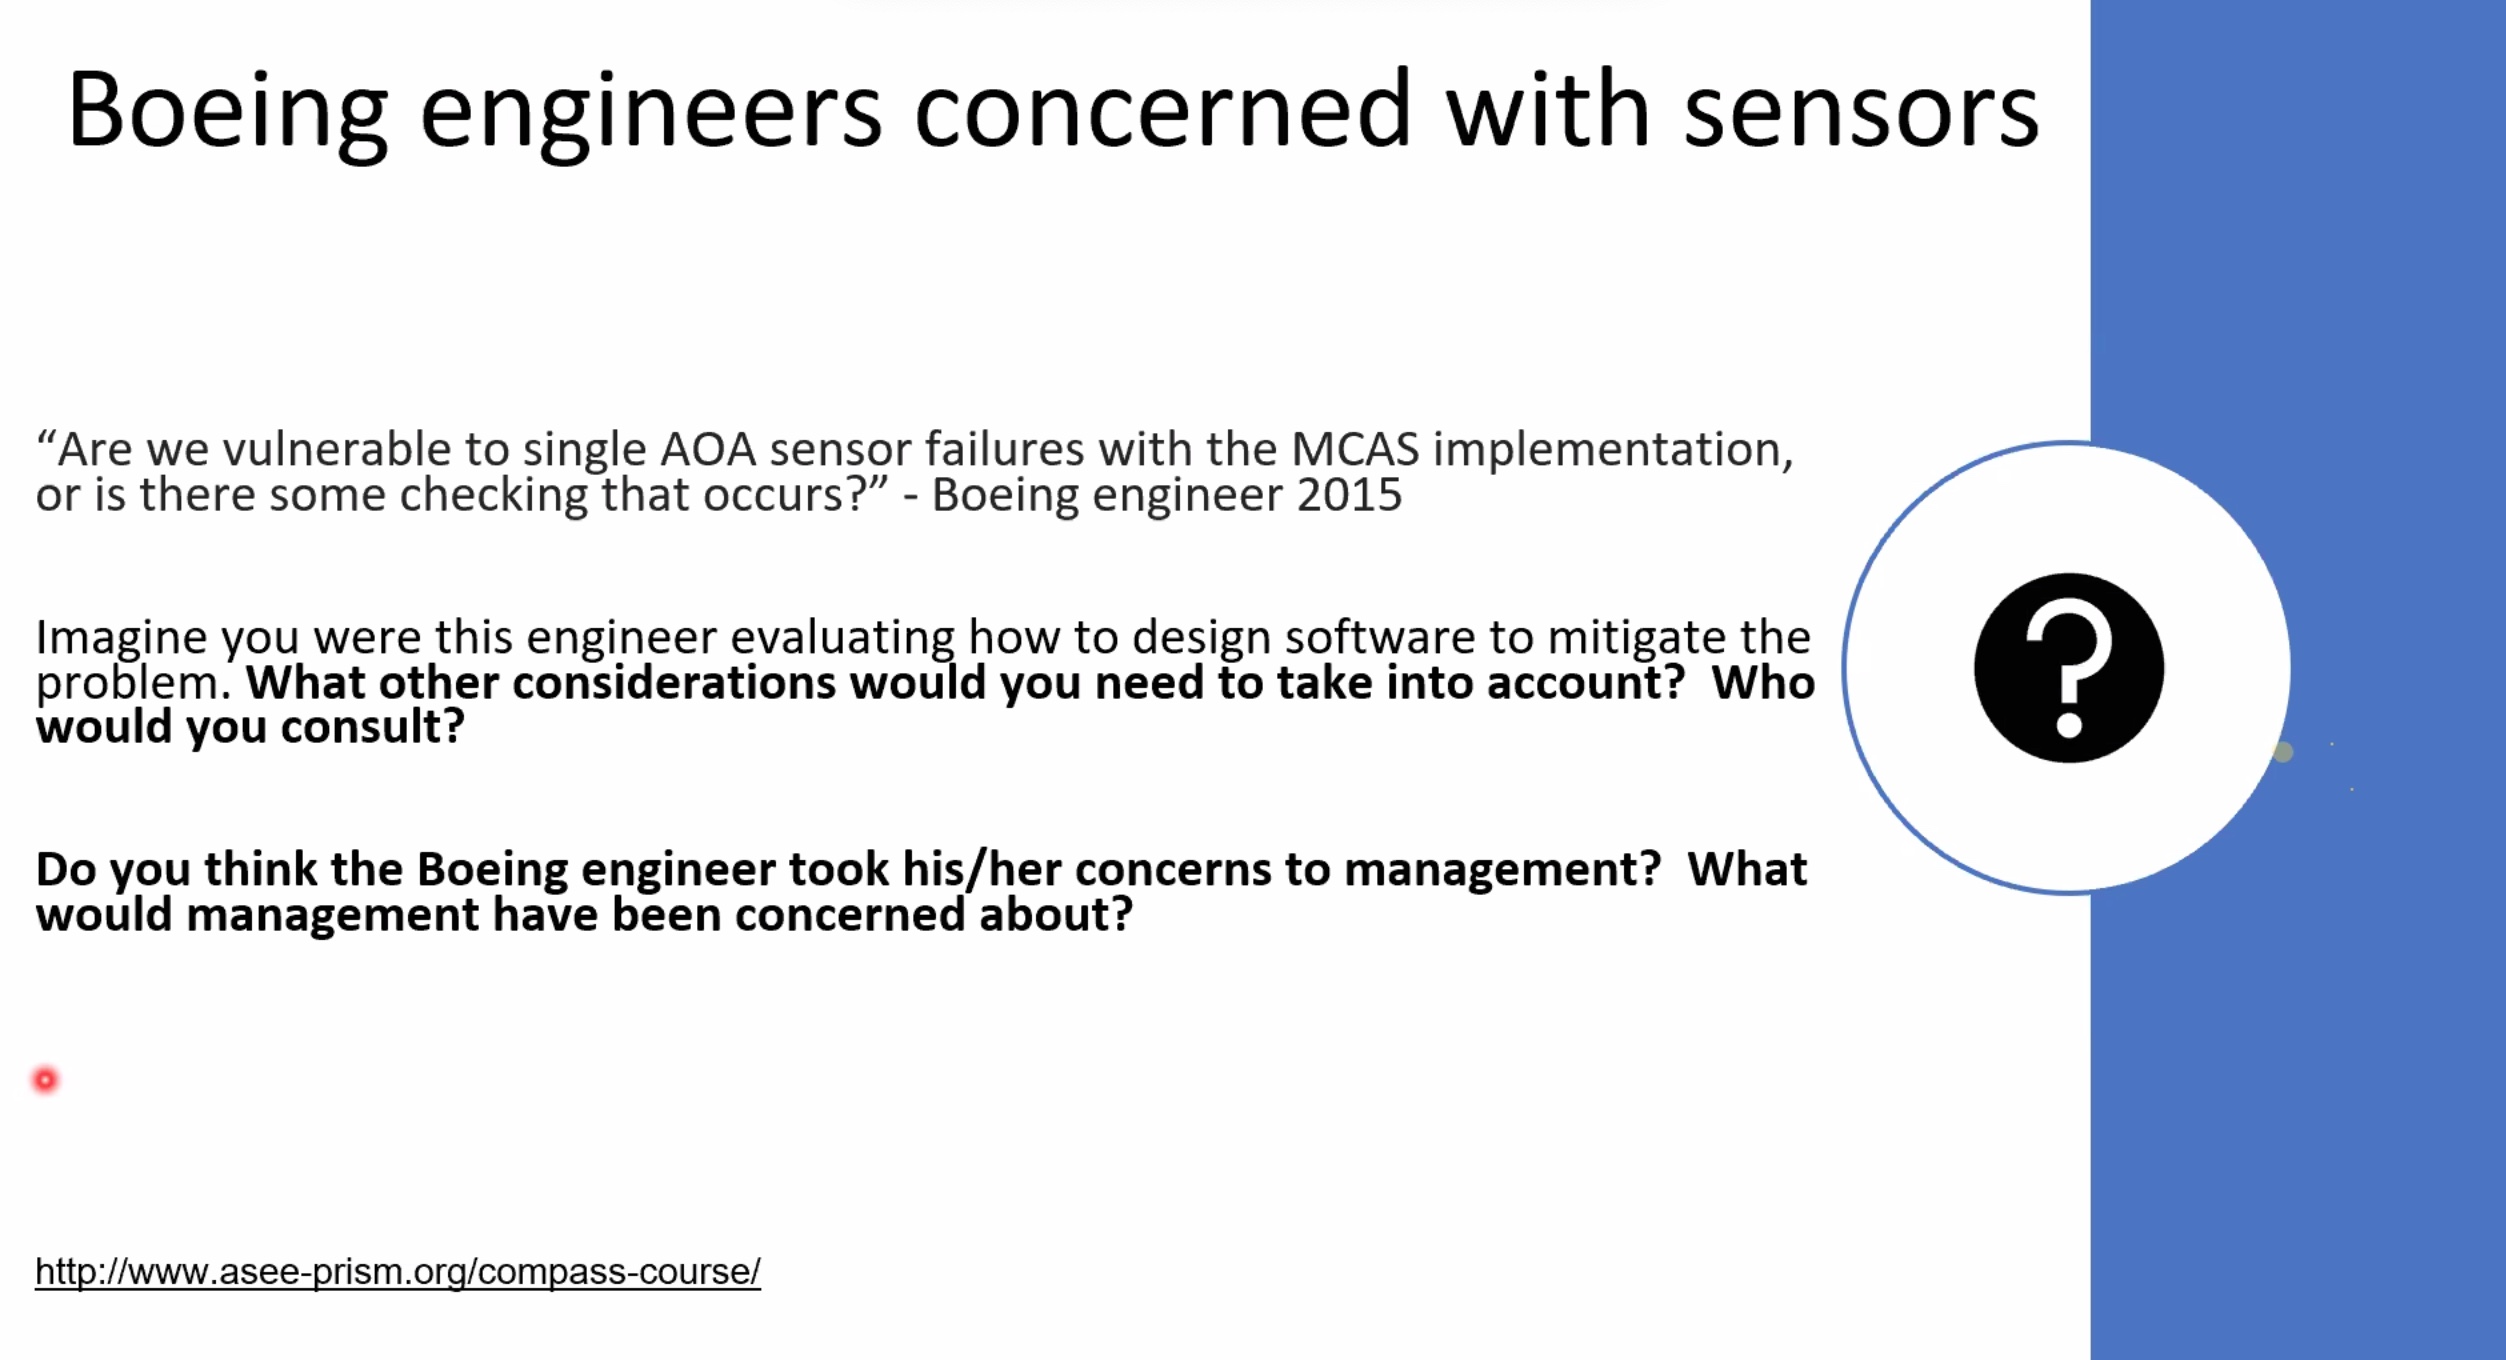 Boeing engineers concerned with sensors
“Are we vulnerable to single AOA sensor failures with the MCAS implementation,
or is there some checking that occurs?” - Boeing engineer 2015
Imagine you were this engineer evaluating how to design software to mitigate the
problem. What other considerations would you need to take into account?  Who
would you consult?
Do you think the Boeing engineer took his/her concerns to management?  What
would management have been concerned about?
http://www.asee-prism.org/compass-course/